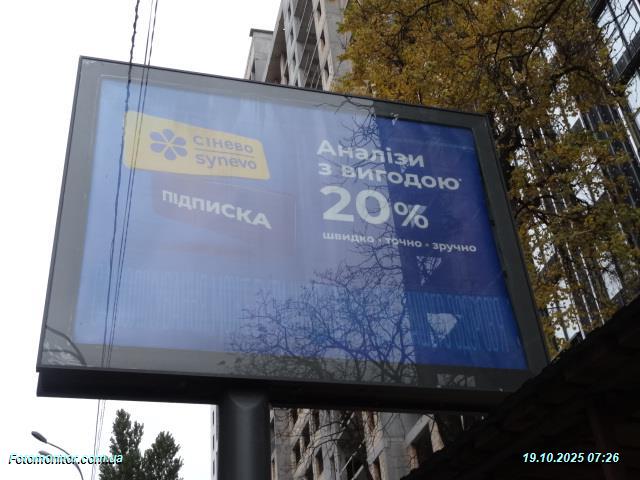 сінево
synevo
ПІДПИСКА
Аналізи
з вигодою*
20%
швидко • точно • зручно
Fotomonitor.com.ua
19.10.2025 07:26